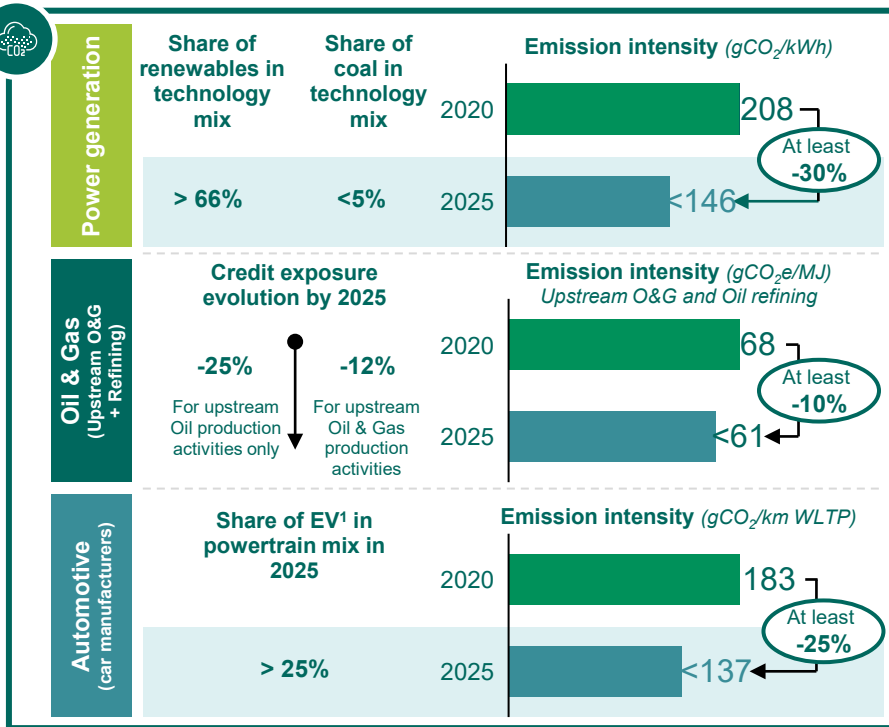 CO₂
Power generation
Share of
renewables in
technology
mix
Share of
coal in
technology
mix
> 66%
<5%
Emission intensity (gCO₂/kWh)
2020
208
At least
-30%
2025
<146
Oil & Gas
(Upstream O&G
+ Refining)
Credit exposure
evolution by 2025
-25%
For upstream
Oil production
activities only
-12%
For upstream
Oil & Gas
production
activities
Emission intensity (gCO₂e/MJ)
Upstream O&G and Oil refining
2020
68
At least
-10%
2025
<61
Automotive
(car manufacturers)
Share of EV¹ in
powertrain mix in
2025
> 25%
Emission intensity (gCO₂/km WLTP)
2020
183
At least
-25%
2025
<137